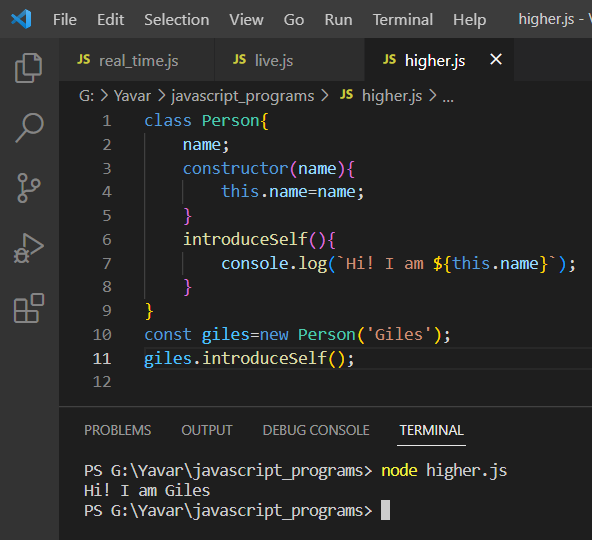 File Edit Selection View Go Run Terminal Help higher.js - V
JS real_time.js JS live.js JS higher.js ×
G: > Yavar > javascript_programs > JS higher.js > ...
1 class Person{
2 name;
3 constructor(name){
4 this.name=name;
5 }
6 introduceSelf(){
7 console.log(`Hi! I am ${this.name}`);
8 }
9 }
10 const giles=new Person('Giles');
11 giles.introduceSelf();
12
PROBLEMS OUTPUT DEBUG CONSOLE TERMINAL
PS G:\Yavar\javascript_programs> node higher.js
Hi! I am Giles
PS G:\Yavar\javascript_programs>